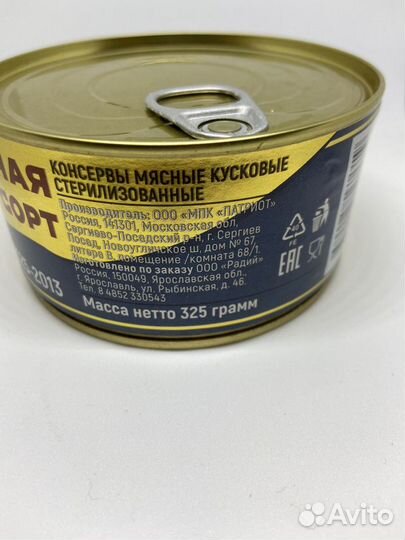 КОНСЕРВЫ МЯСНЫЕ КУСКОВЫЕ
СТЕРИЛИЗОВАННЫЕ
Производитель: ООО «МПК «ПАТРИОТ»
Россия, 141301, Московская обл,
Сергиево-Посадский р-н, г. Сергиев
Посад, Новоугличское ш, дом № 67
литера В, помещение /комната 68/1.
Изготовлено по заказу ООО «Радий»
Россия, 150049, Ярославская обл.,
г. Ярославль, ул. Рыбинская, д. 46.
Тел. 8 4852 330543
Масса нетто 325 грамм
СОРТ
-2013
40
FE
EAC
Avito